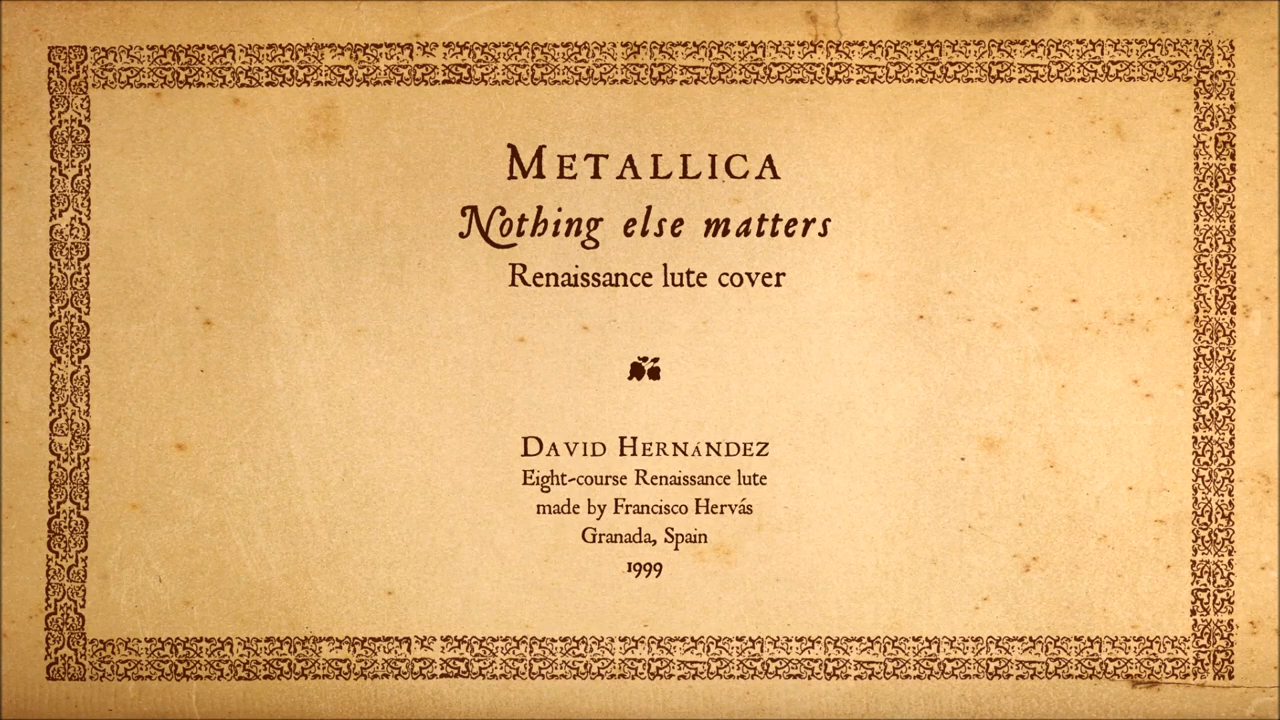 METALLICA
Nothing else matters
Renaissance lute cover
DAVID HERNÁNDEZ
Eight-course Renaissance lute
made by Francisco Hervás
Granada, Spain
1999